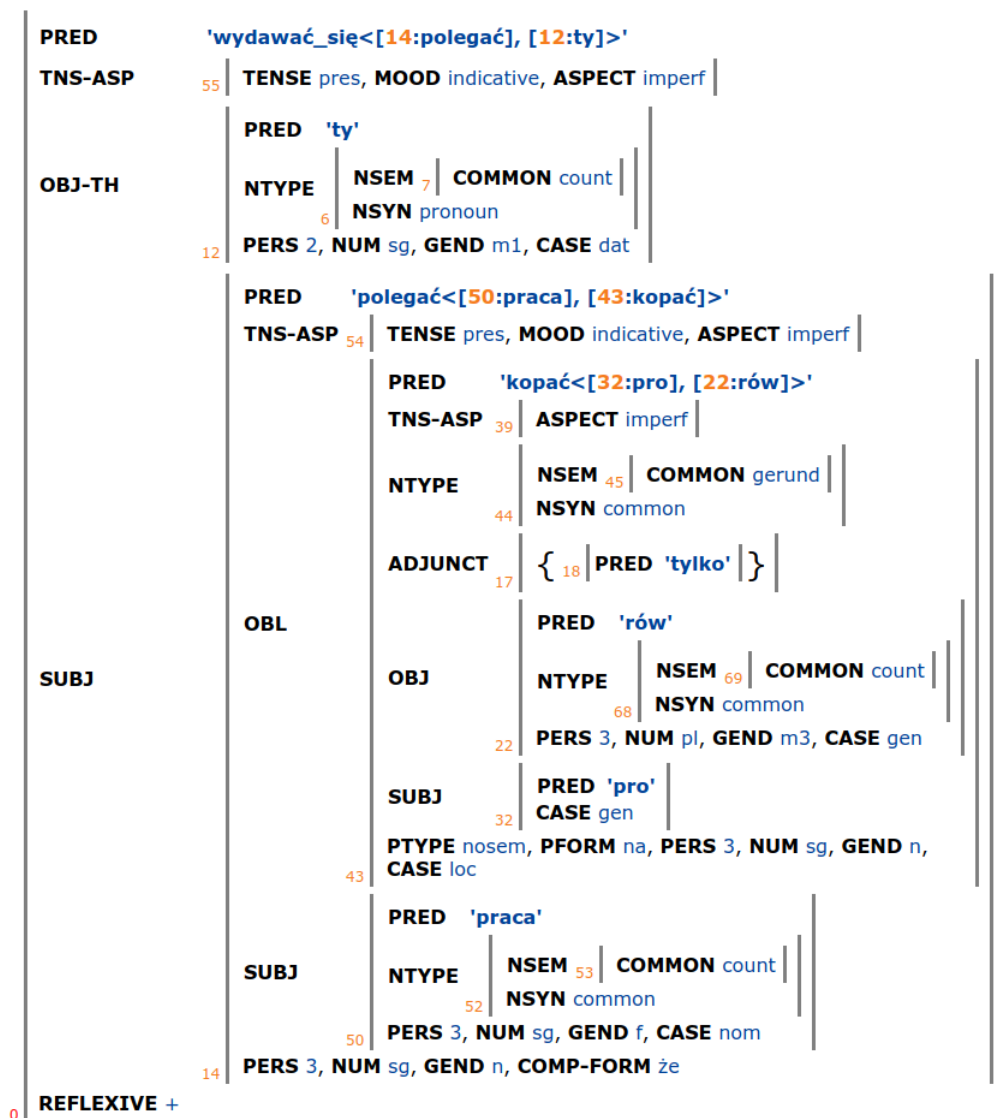 PRED 'wydawać_się<[14:polegać], [12:ty]>'
TNS-ASP 55 TENSE pres, MOOD indicative, ASPECT imperf
PRED 'ty'
OBJ-TH NTYPE 6 NSEM 7 COMMON count
NSYN pronoun
12 PERS 2, NUM sg, GEND m1, CASE dat
PRED 'polegać<[50:praca], [43:kopać]>'
TNS-ASP 54 TENSE pres, MOOD indicative, ASPECT imperf
PRED 'kopać<[32:pro], [22:rów]>'
TNS-ASP 39 ASPECT imperf
NTYPE 44 NSEM 45 COMMON gerund
NSYN common
ADJUNCT 17 { 18 PRED 'tylko' }
OBL
PRED 'rów'
SUBJ
OBJ NTYPE 68 NSEM 69 COMMON count
NSYN common
22 PERS 3, NUM pl, GEND m3, CASE gen
SUBJ 32 PRED 'pro'
CASE gen
PTYPE nosem, PFORM na, PERS 3, NUM sg, GEND n,
43 CASE loc
PRED 'praca'
SUBJ NTYPE 52 NSEM 53 COMMON count
NSYN common
50 PERS 3, NUM sg, GEND f, CASE nom
14 PERS 3, NUM sg, GEND n, COMP-FORM że
0 REFLEXIVE +